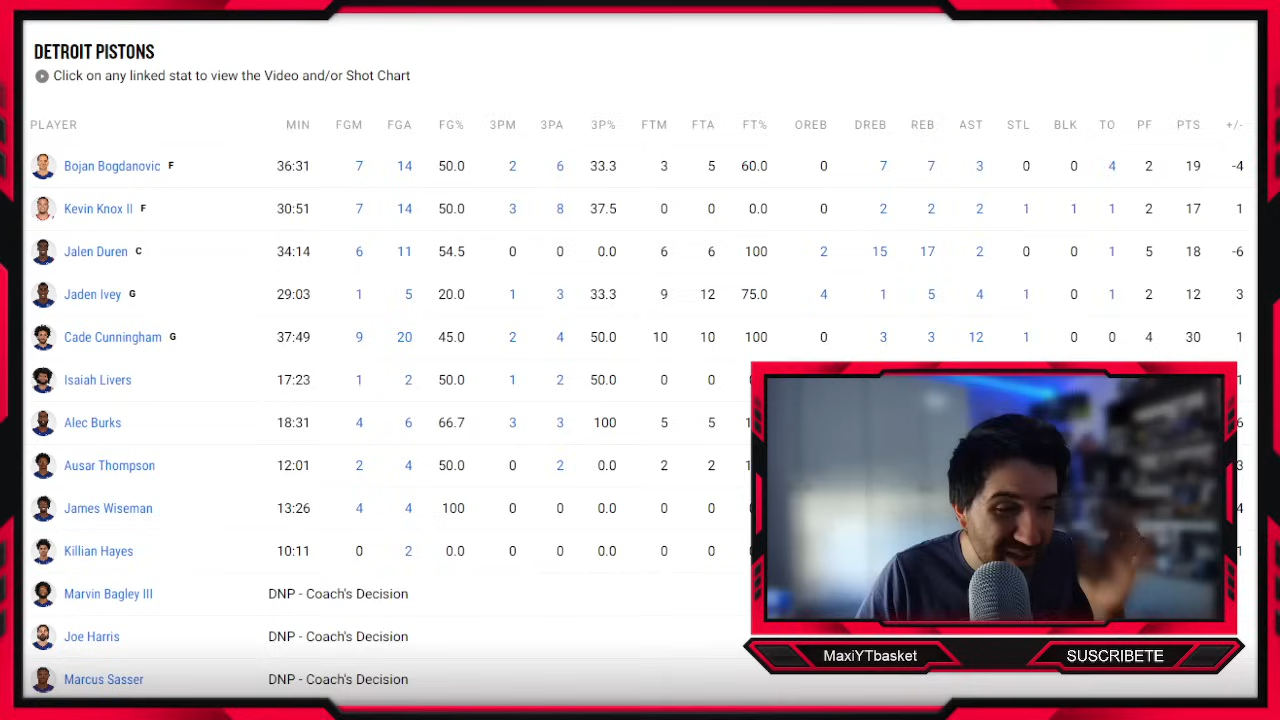 DETROIT PISTONS
Click on any linked stat to view the Video and/or Shot Chart
PLAYER MIN FGM FGA FG% 3PM 3PA 3P% FTM FTA FT% OREB DREB REB AST STL BLK TO PF PTS +/-
Bojan Bogdanovic F 36:31 7 14 50.0 2 6 33.3 3 5 60.0 0 7 7 3 0 0 4 2 19 -4
Kevin Knox II F 30:51 7 14 50.0 3 8 37.5 0 0 0.0 0 2 2 2 1 1 1 2 17 1
Jalen Duren C 34:14 6 11 54.5 0 0 0.0 6 6 100 2 15 17 2 0 0 1 5 18 -6
Jaden Ivey G 29:03 1 5 20.0 1 3 33.3 9 12 75.0 4 1 5 4 1 0 1 2 12 3
Cade Cunningham G 37:49 9 20 45.0 2 4 50.0 10 10 100 0 3 3 12 1 0 0 4 30 1
Isaiah Livers 17:23 1 2 50.0 1 2 50.0 0 0
Alec Burks 18:31 4 6 66.7 3 3 100 5 5
Ausar Thompson 12:01 2 4 50.0 0 2 0.0 2 2
James Wiseman 13:26 4 4 100 0 0 0.0 0 0
Killian Hayes 10:11 0 2 0.0 0 0 0.0 0 0
Marvin Bagley III DNP - Coach's Decision
Joe Harris DNP - Coach's Decision
Marcus Sasser DNP - Coach's Decision
MaxiYTbasket
SUSCRIBETE